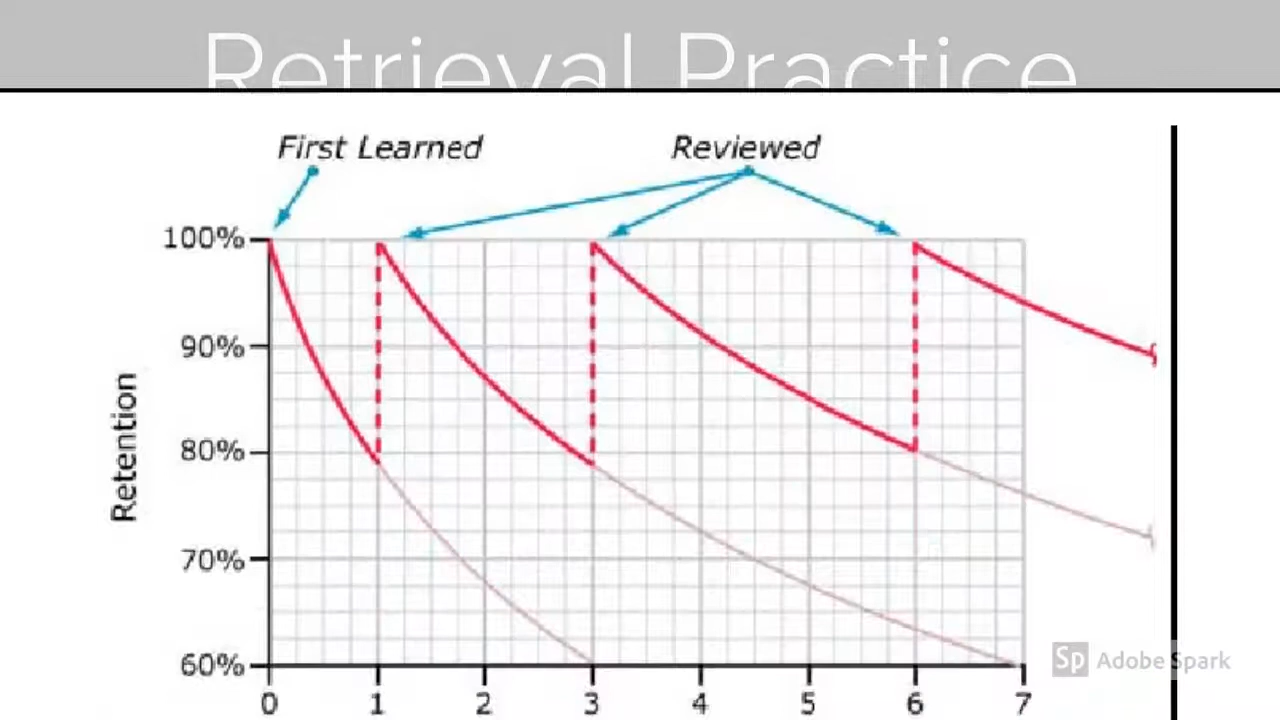 Retrieval Practice
First Learned
Reviewed
100%
90%
80%
70%
60%
Retention
0 1 2 3 4 5 6 7
Sp Adobe Spark